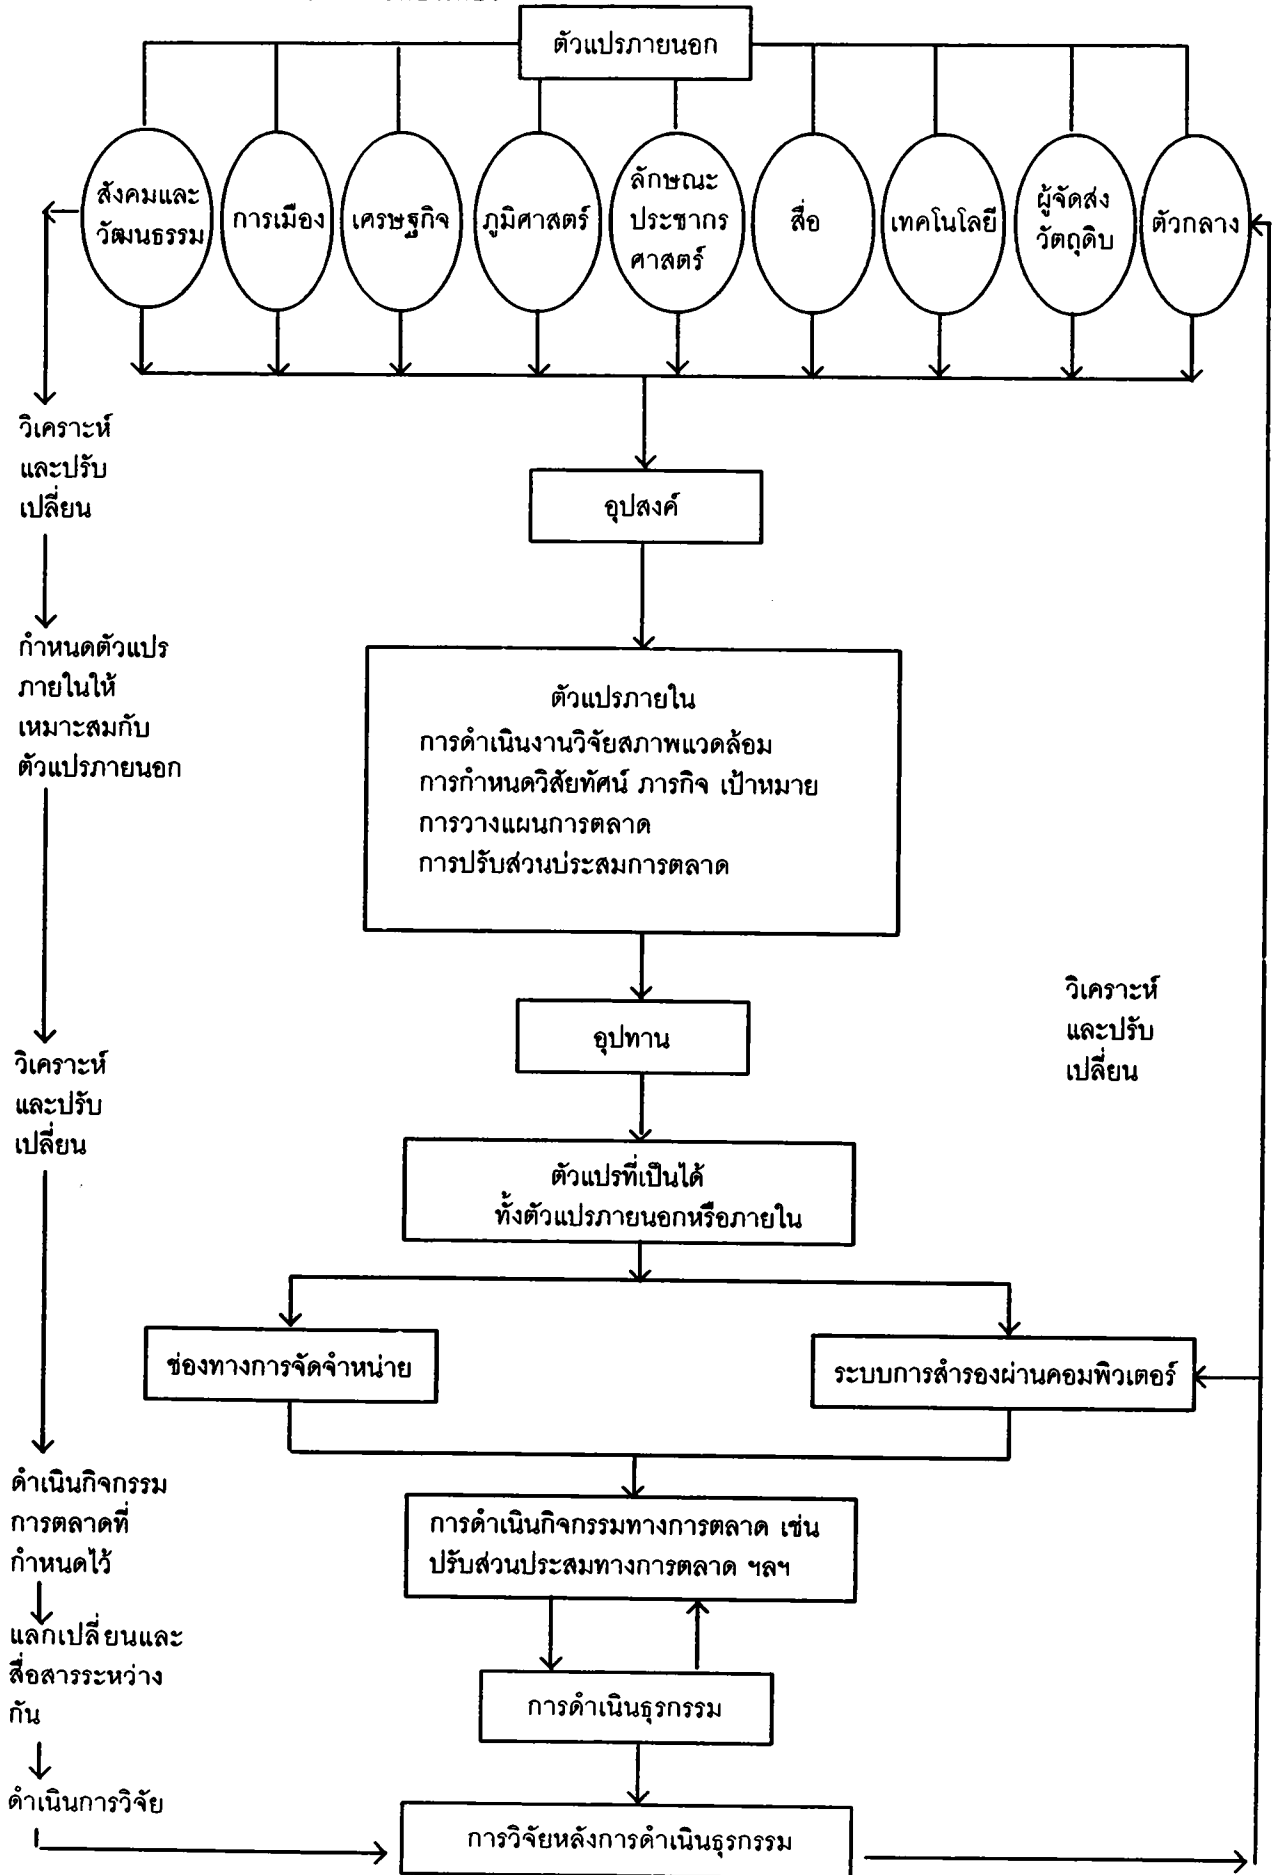 ตัวแปรภายนอก
สังคมและ
วัฒนธรรม
การเมือง
เศรษฐกิจ
ภูมิศาสตร์
ลักษณะ
ประชากร
ศาสตร์
สื่อ
เทคโนโลยี
ผู้จัดส่ง
วัตถุดิบ
ตัวกลาง
วิเคราะห์
และปรับ
เปลี่ยน
อุปสงค์
กำหนดตัวแปร
ภายในให้
เหมาะสมกับ
ตัวแปรภายนอก
ตัวแปรภายใน
การดำเนินงานวิจัยสภาพแวดล้อม
การกำหนดวิสัยทัศน์ ภารกิจ เป้าหมาย
การวางแผนการตลาด
การปรับส่วนประสมการตลาด
อุปทาน
วิเคราะห์
และปรับ
เปลี่ยน
วิเคราะห์
และปรับ
เปลี่ยน
ตัวแปรที่เป็นได้
ทั้งตัวแปรภายนอกหรือภายใน
ช่องทางการจัดจำหน่าย
ระบบการสำรองผ่านคอมพิวเตอร์
ดำเนินกิจกรรม
การตลาดที่
กำหนดไว้
การดำเนินกิจกรรมทางการตลาด เช่น
ปรับส่วนประสมทางการตลาด ฯลฯ
แลกเปลี่ยนและ
สื่อสารระหว่าง
กัน
การดำเนินธุรกรรม
ดำเนินการวิจัย
การวิจัยหลังการดำเนินธุรกรรม